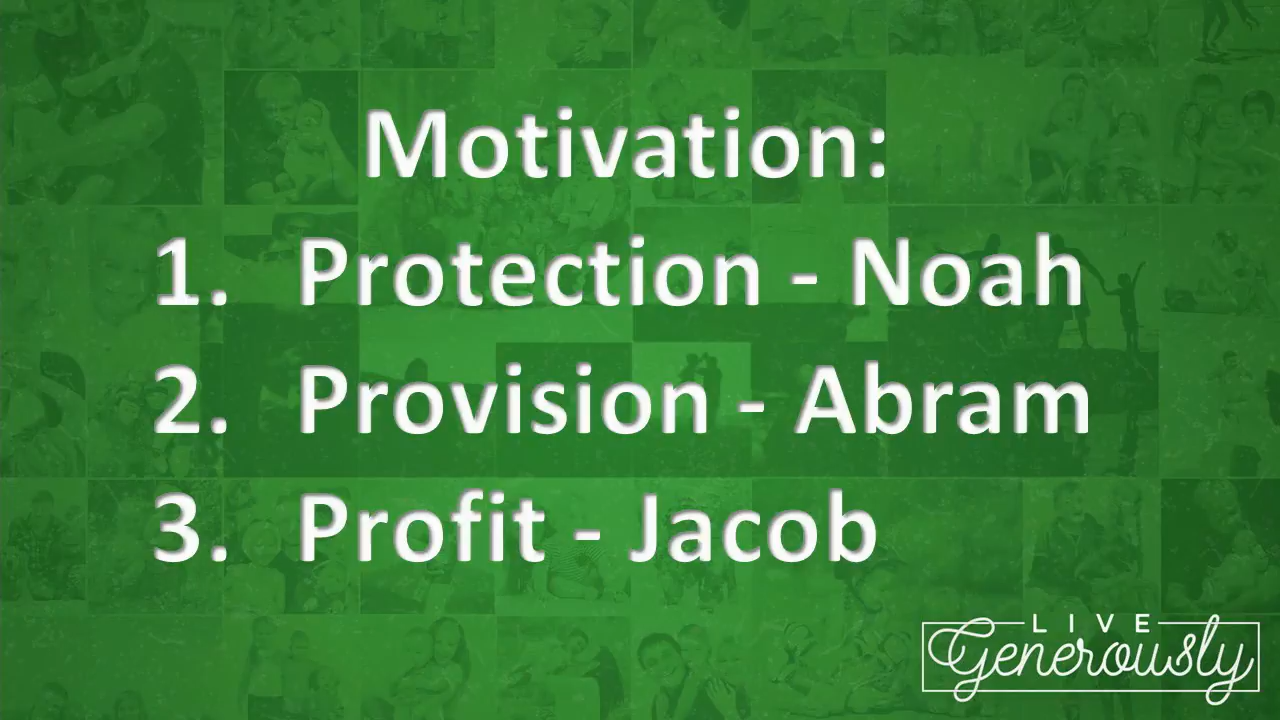 Motivation:
1. Protection - Noah
2. Provision - Abram
3. Profit - Jacob
LIVE
Generously